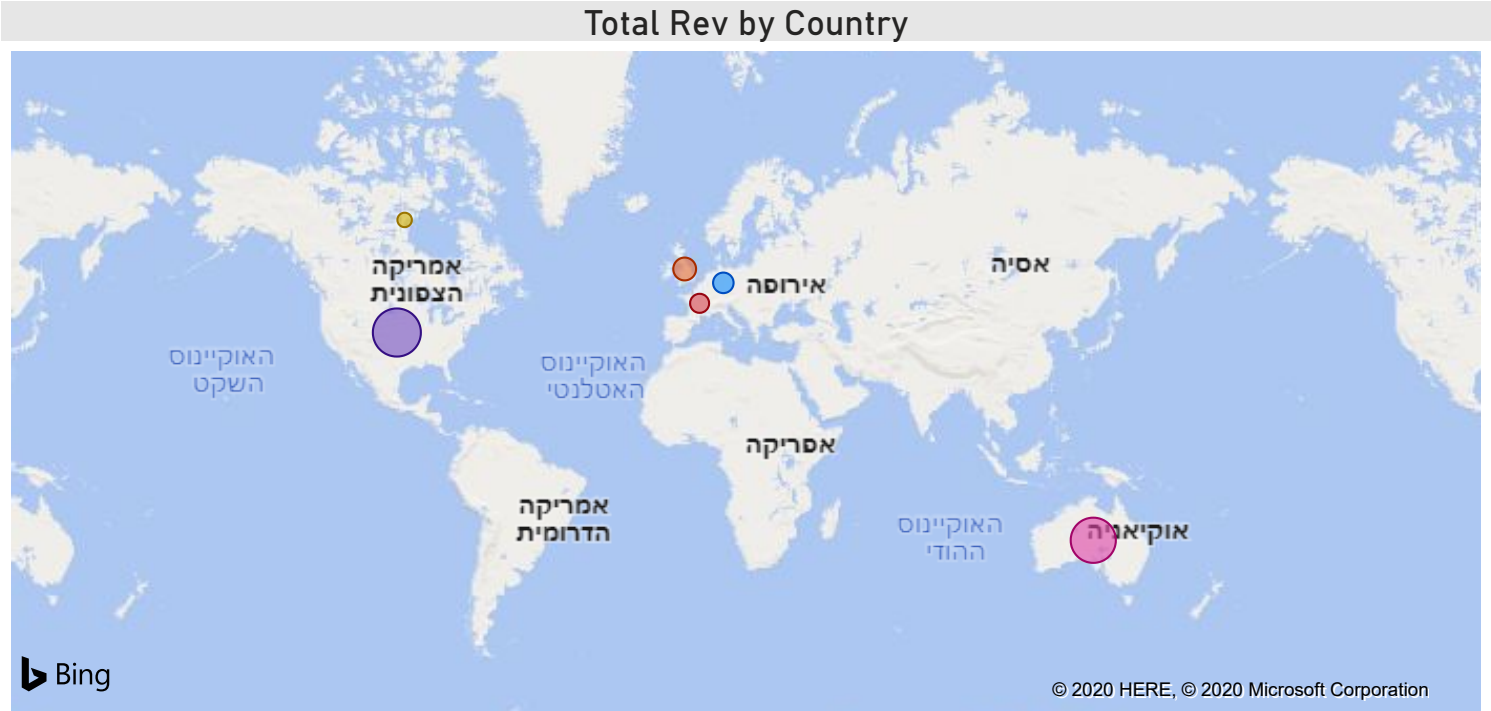 Total Rev by Country
אסיה
אמריקה
הצפונית
אירופה
האוקיינוס
השקט
האוקיינוס
האטלנטי
אפריקה
אמריקה
הדרומית
האוקיינוס
ההודי
אוקיאניה
Bing
© 2020 HERE, © 2020 Microsoft Corporation